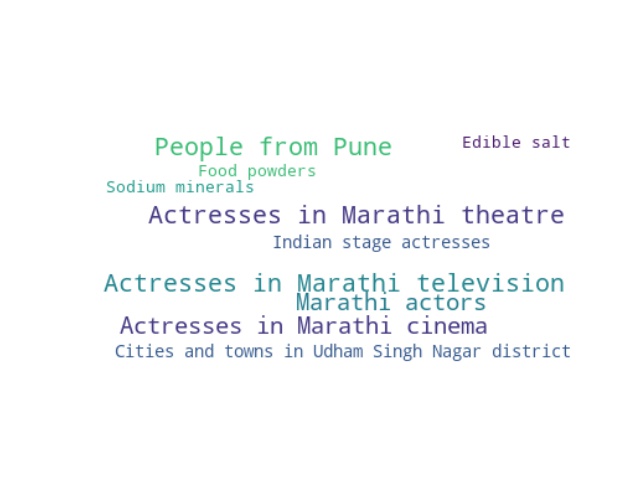 People from Pune
Edible salt
Food powders
Sodium minerals
Actresses in Marathi theatre
Indian stage actresses
Actresses in Marathi television
Marathi actors
Actresses in Marathi cinema
Cities and towns in Udham Singh Nagar district